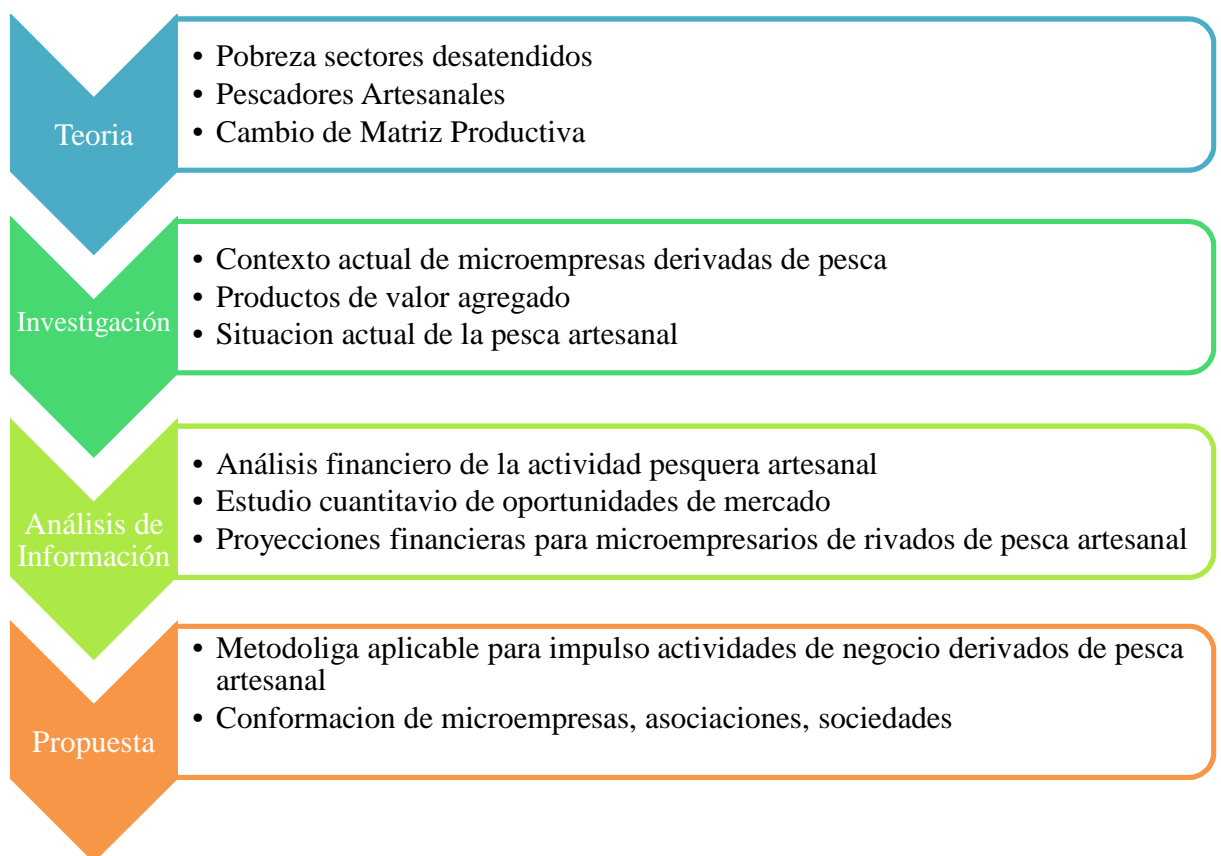 Teoria
• Pobreza sectores desatendidos
• Pescadores Artesanales
• Cambio de Matriz Productiva
Investigación
• Contexto actual de microempresas derivadas de pesca
• Productos de valor agregado
• Situacion actual de la pesca artesanal
Análisis de
Información
• Análisis financiero de la actividad pesquera artesanal
• Estudio cuantitavio de oportunidades de mercado
• Proyecciones financieras para microempresarios de rivados de pesca artesanal
Propuesta
• Metodoliga aplicable para impulso actividades de negocio derivados de pesca
artesanal
• Conformacion de microempresas, asociaciones, sociedades